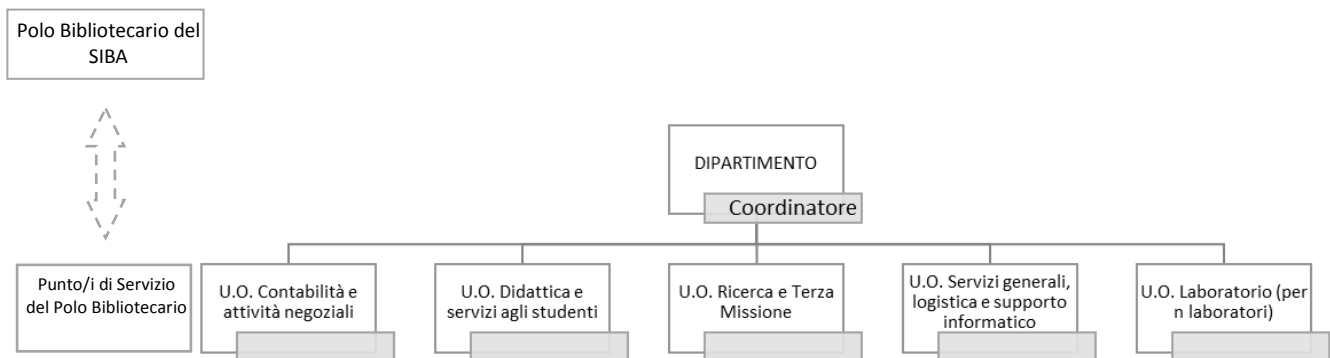 Polo Bibliotecario del
SIBA
DIPARTIMENTO
Coordinatore
Punto/i di Servizio
del Polo Bibliotecario
U.O. Contabilità e
attività negoziali
U.O. Didattica e
servizi agli studenti
U.O. Ricerca e Terza
Missione
U.O. Servizi generali,
logistica e supporto
informatico
U.O. Laboratorio (per
n laboratori)